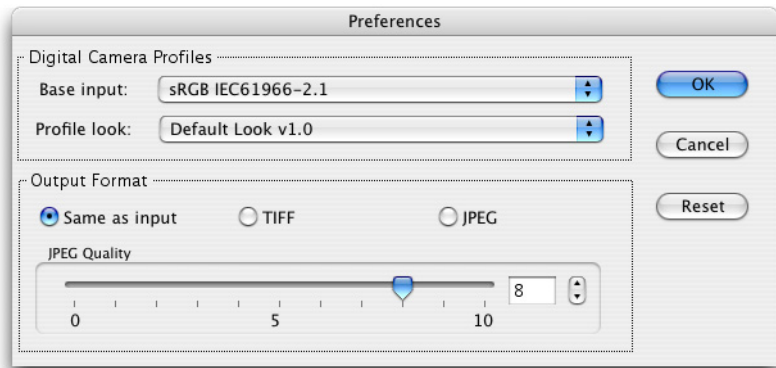 Preferences
Digital Camera Profiles
Base input: sRGB IEC61966-2.1
OK
Profile look: Default Look v1.0
Cancel
Output Format
Same as input TIFF JPEG
Reset
JPEG Quality
8
0 5 10